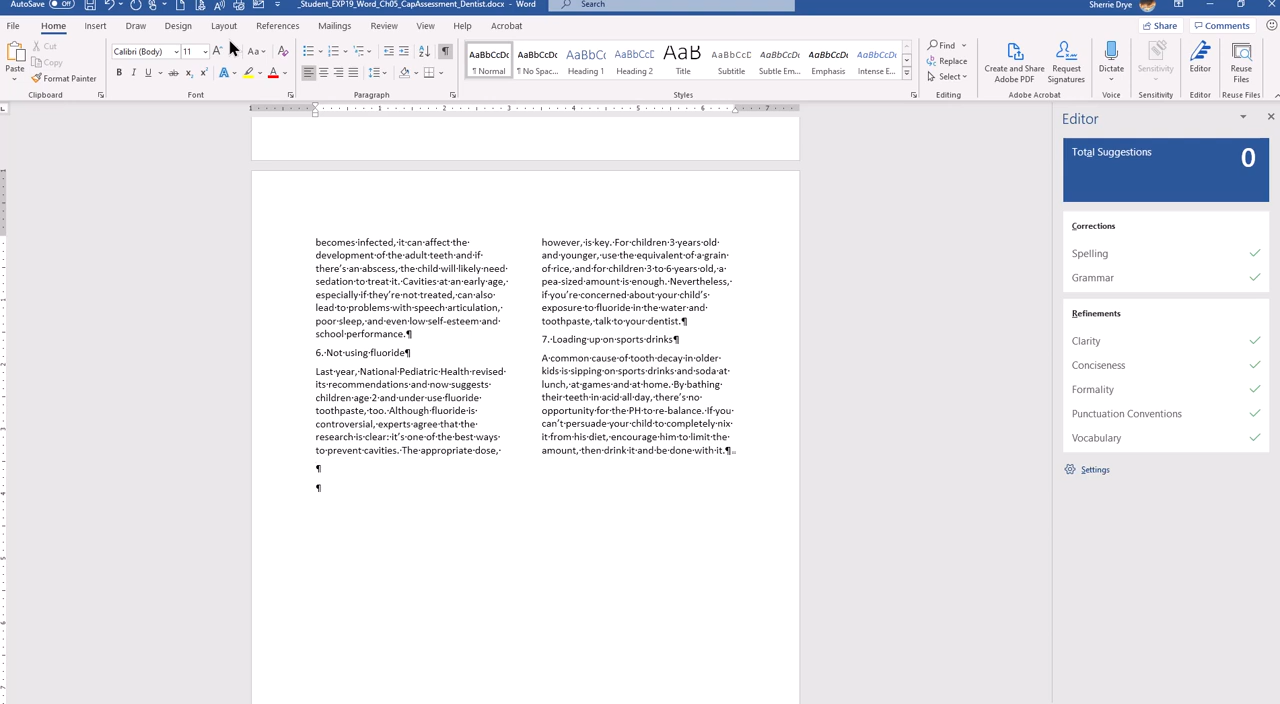 AutoSave Off _Student_EXP19_Word_Ch05_CapAssessment_Dentist.docx - Word Search Sherrie Drye
File Home Insert Draw Design Layout References Mailings Review View Help Acrobat Share Comments
Paste Cut Copy Format Painter Clipboard
Calibri (Body) 11 Font
Paragraph
AaBbCcDc ¶ Normal
AaBbCcDc ¶ No Spac...
AaBbCc Heading 1
AaBbCcD Heading 2
AaB Title
AaBbCcD Subtitle
AaBbCcDt Subtle Em...
AaBbCcDt Emphasis
AaBbCcDt Intense E...
Styles
Find Replace Select Editing
Create and Share Adobe PDF Request Signatures Adobe Acrobat
Dictate Voice
Sensitivity Sensitivity
Editor Editor
Reuse Files Reuse Files
1 1 2 3 4 5 6 7
becomes·infected,·it·can·affect·the·
development·of·the·adult·teeth·and·if·
there's·an·abscess,·the·child·will·likely·need·
sedation·to·treat·it.·Cavities·at·an·early·age,·
especially·if·they're·not·treated,·can·also·
lead·to·problems·with·speech·articulation,·
poor·sleep,·and·even·low·self-esteem·and·
school·performance.¶
6.·Not·using·fluoride¶
Last·year,·National·Pediatric·Health·revised·
its·recommendations·and·now·suggests·
children·age·2·and·under·use·fluoride·
toothpaste,·too.·Although·fluoride·is·
controversial,·experts·agree·that·the·
research·is·clear:·it's·one·of·the·best·ways·
to·prevent·cavities.·The·appropriate·dose,·
¶
¶
however,·is·key.·For·children·3·years·old·
and·younger,·use·the·equivalent·of·a·grain·
of·rice,·and·for·children·3·to·6·years·old,·a·
pea-sized·amount·is·enough.·Nevertheless,·
if·you're·concerned·about·your·child's·
exposure·to·fluoride·in·the·water·and·
toothpaste,·talk·to·your·dentist.¶
7.·Loading·up·on·sports·drinks¶
A·common·cause·of·tooth·decay·in·older·
kids·is·sipping·on·sports·drinks·and·soda·at·
lunch,·at·games·and·at·home.·By·bathing·
their·teeth·in·acid·all·day,·there's·no·
opportunity·for·the·PH·to·re-balance.·If·you·
can't·persuade·your·child·to·completely·nix·
it·from·his·diet,·encourage·him·to·limit·the·
amount,·then·drink·it·and·be·done·with·it.¶
Editor
Total Suggestions 0
Corrections
Spelling
Grammar
Refinements
Clarity
Conciseness
Formality
Punctuation Conventions
Vocabulary
Settings